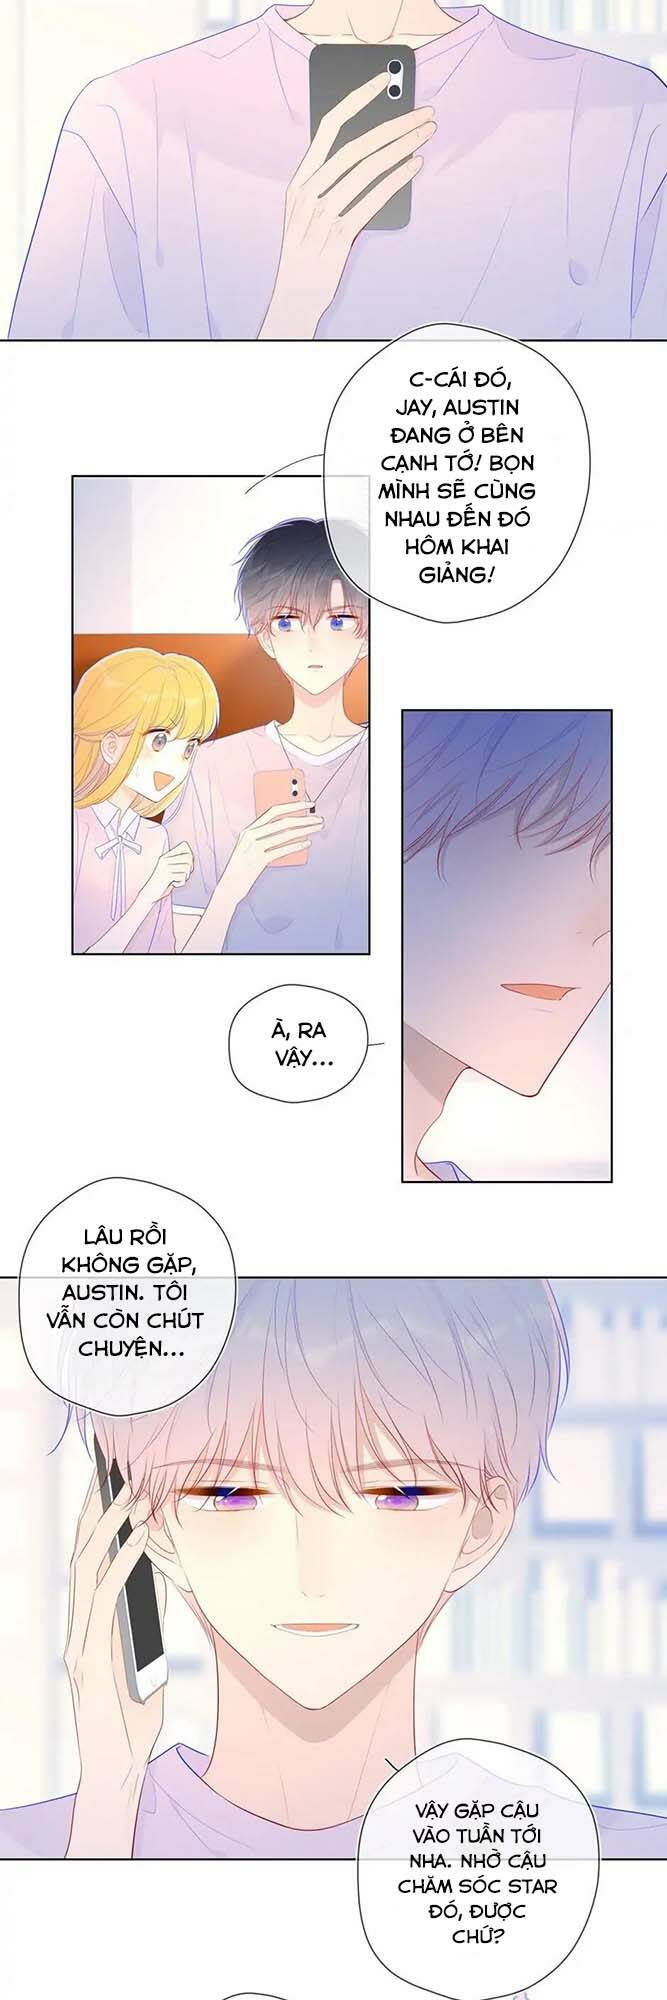 C-CÁI ĐÓ,
JAY, AUSTIN
ĐANG Ở BÊN
CẠNH TỚ! BỌN
MÌNH SẼ CÙNG
NHAU ĐẾN ĐÓ
HÔM KHAI
GIẢNG!
À, RA
VẬY...
LÂU RỒI
KHÔNG GẶP,
AUSTIN. TÔI
VẪN CÒN CHÚT
CHUYỆN...
VẬY GẶP CẬU
VÀO TUẦN TỚI
NHA. NHỜ CẬU
CHĂM SÓC STAR
ĐÓ, ĐƯỢC
CHỨ?